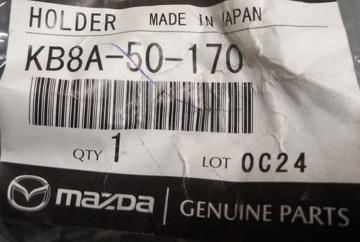 HOLDER MADE IN JAPAN
KB8A-50-170
QTY 1 LOT 0C24
mazda GENUINE PARTS